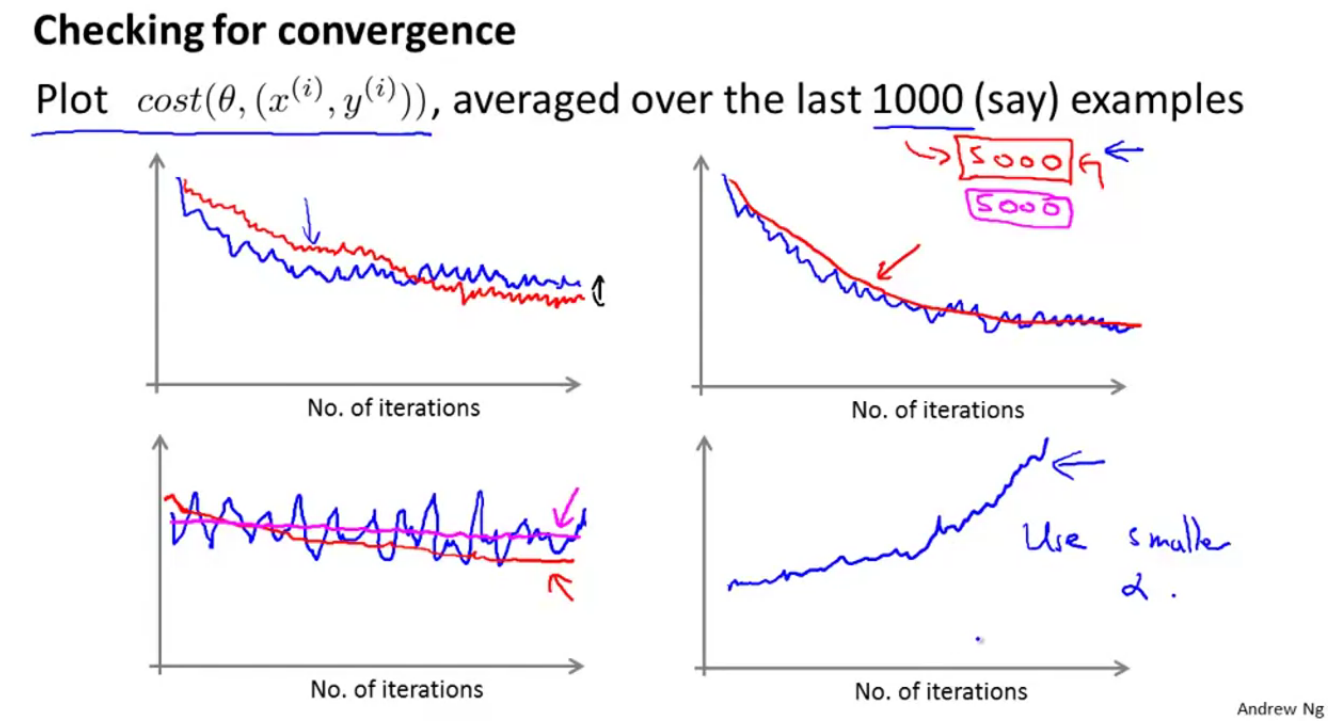 Checking for convergence
Plot cost(θ, (x^(i), y^(i))), averaged over the last 1000 (say) examples
5000
5000
No. of iterations
No. of iterations
Use smaller
α.
No. of iterations
No. of iterations
Andrew Ng